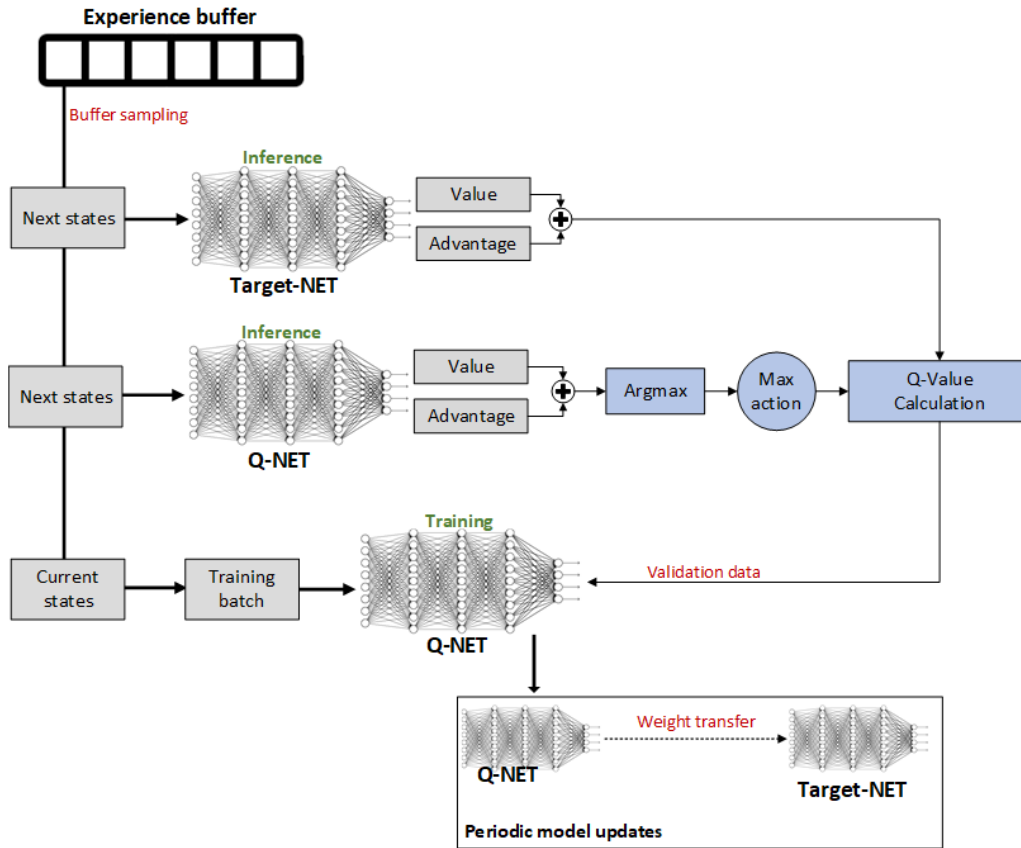 Experience buffer
Buffer sampling
Inference
Next states
Value
Advantage
Target-NET
Inference
Next states
Value
Advantage
Argmax
Max
action
Q-Value
Calculation
Q-NET
Training
Current
states
Training
batch
Validation data
Q-NET
Weight transfer
Q-NET
Target-NET
Periodic model updates